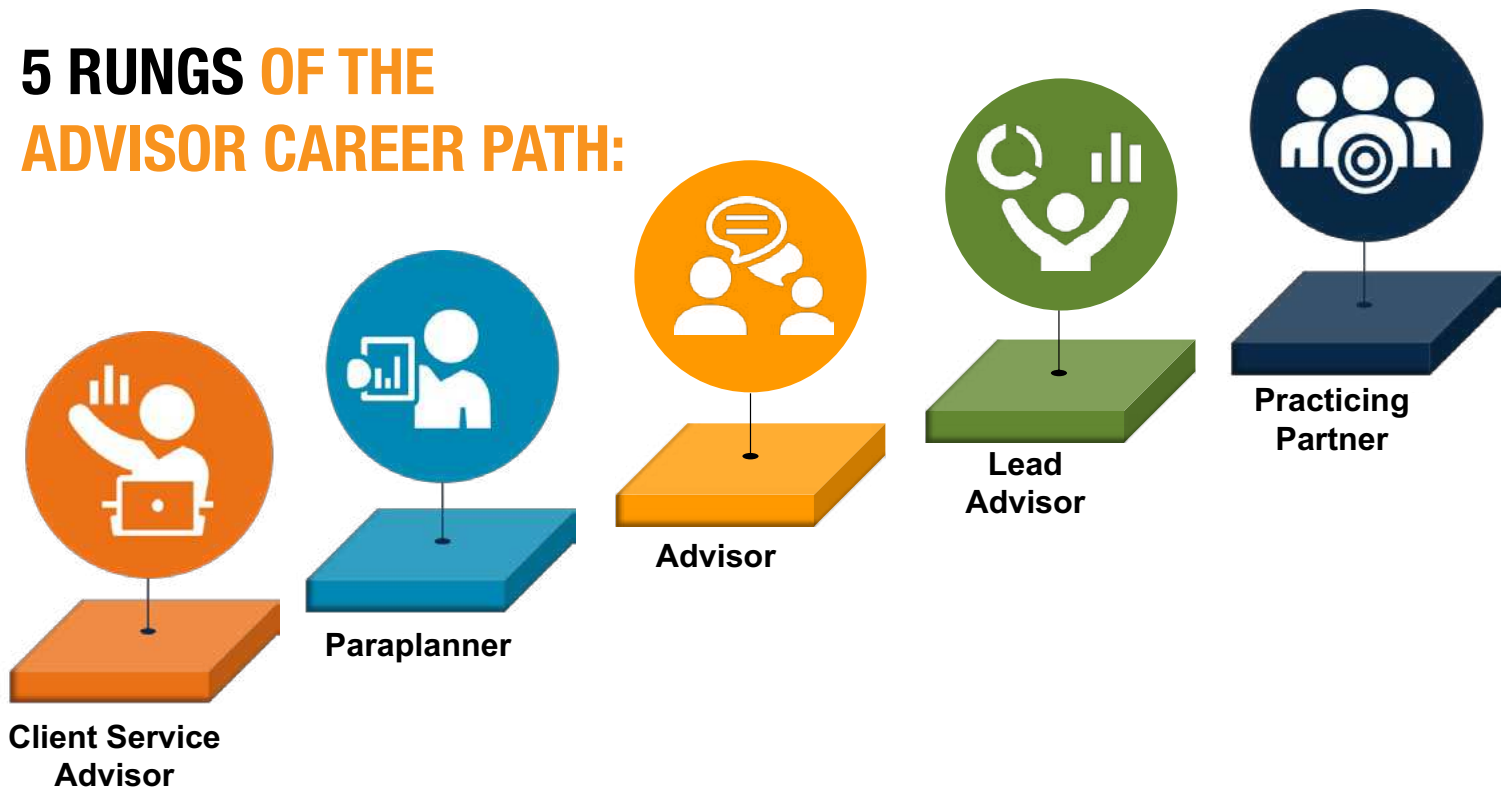 5 RUNGS OF THE
ADVISOR CAREER PATH:
Client Service
Advisor
Paraplanner
Advisor
Lead
Advisor
Practicing
Partner